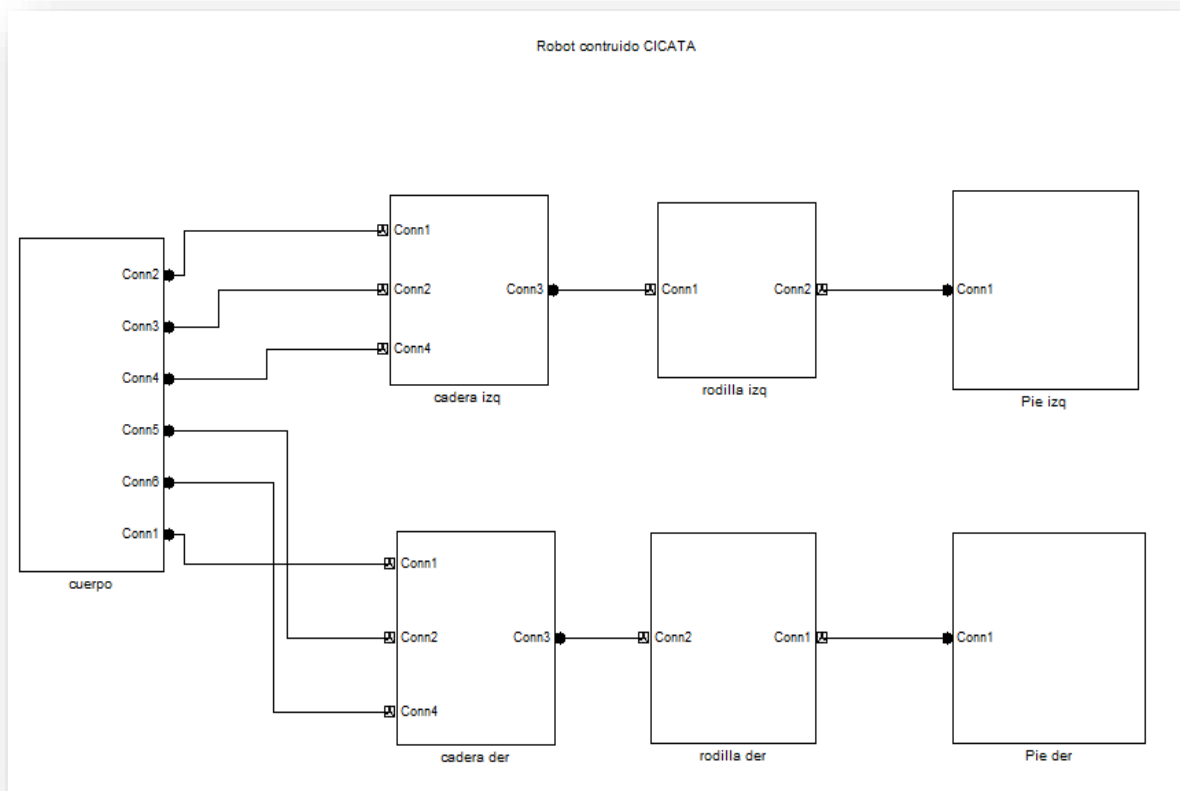 Robot contruido CICATA
Conn2
Conn3
Conn4
Conn5
Conn6
Conn1
cuerpo
Conn1
Conn2
Conn4
Conn3
cadera izq
Conn1
Conn2
rodilla izq
Conn1
Pie izq
Conn1
Conn2
Conn4
Conn3
cadera der
Conn2
Conn1
rodilla der
Conn1
Pie der